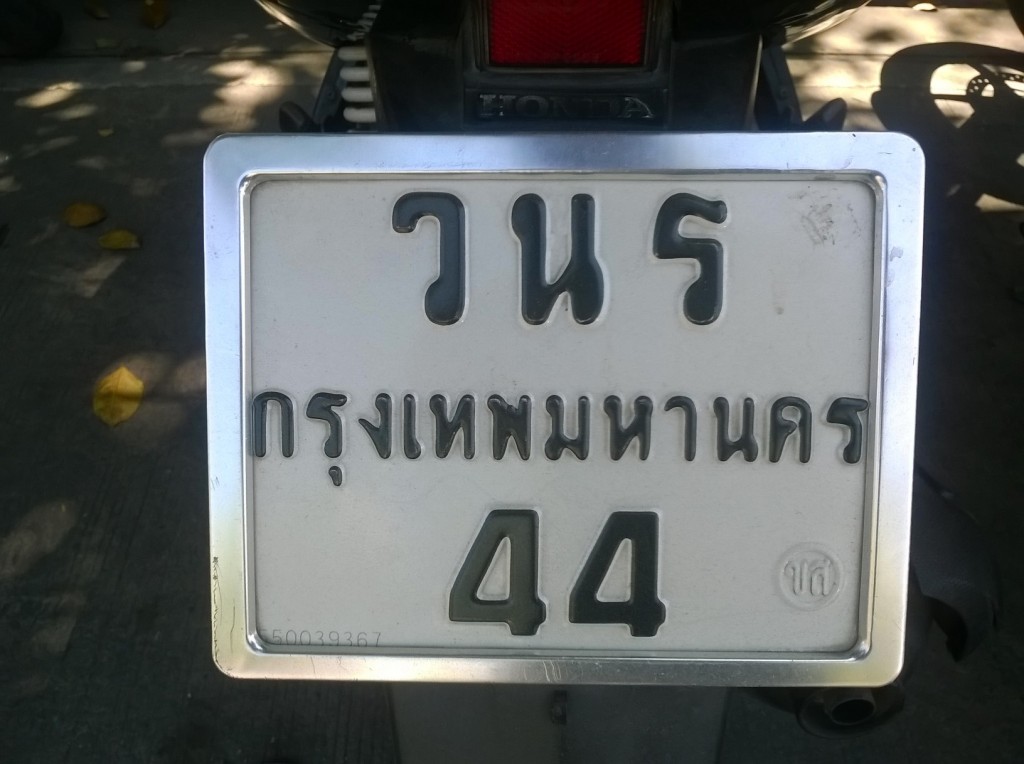 HONDA
วนร
กรุงเทพมหานคร
44
ขส
50039367